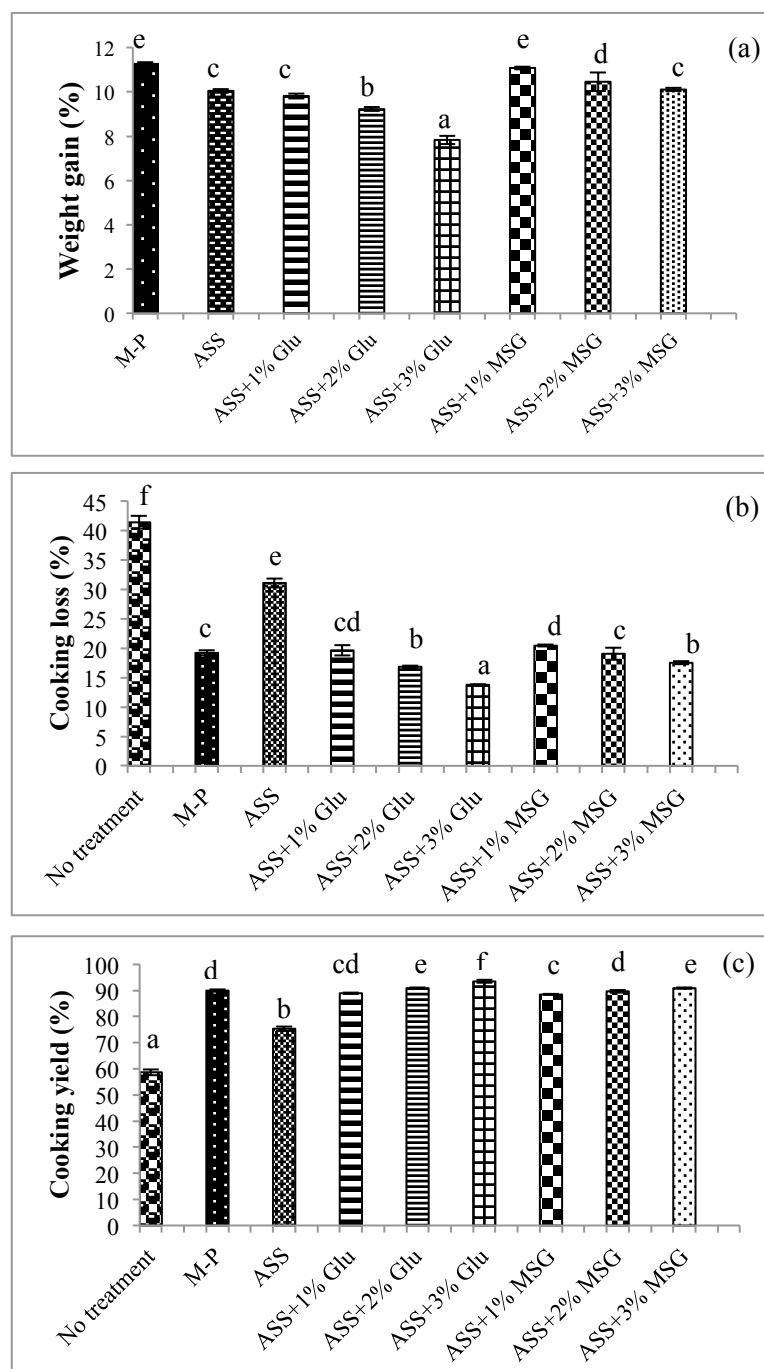 (a)
Weight gain (%)
12
10
8
6
4
2
0
e
c
c
b
a
e
d
c
M-P
ASS
ASS+1% Glu
ASS+2% Glu
ASS+3% Glu
ASS+1% MSG
ASS+2% MSG
ASS+3% MSG
(b)
Cooking loss (%)
45
40
35
30
25
20
15
10
5
0
f
c
e
cd
b
a
d
c
b
No treatment
M-P
ASS
ASS+1% Glu
ASS+2% Glu
ASS+3% Glu
ASS+1% MSG
ASS+2% MSG
ASS+3% MSG
(c)
Cooking yield (%)
100
90
80
70
60
50
40
30
20
10
0
a
d
b
cd
e
f
c
d
e
No treatment
M-P
ASS
ASS+1% Glu
ASS+2% Glu
ASS+3% Glu
ASS+1% MSG
ASS+2% MSG
ASS+3% MSG